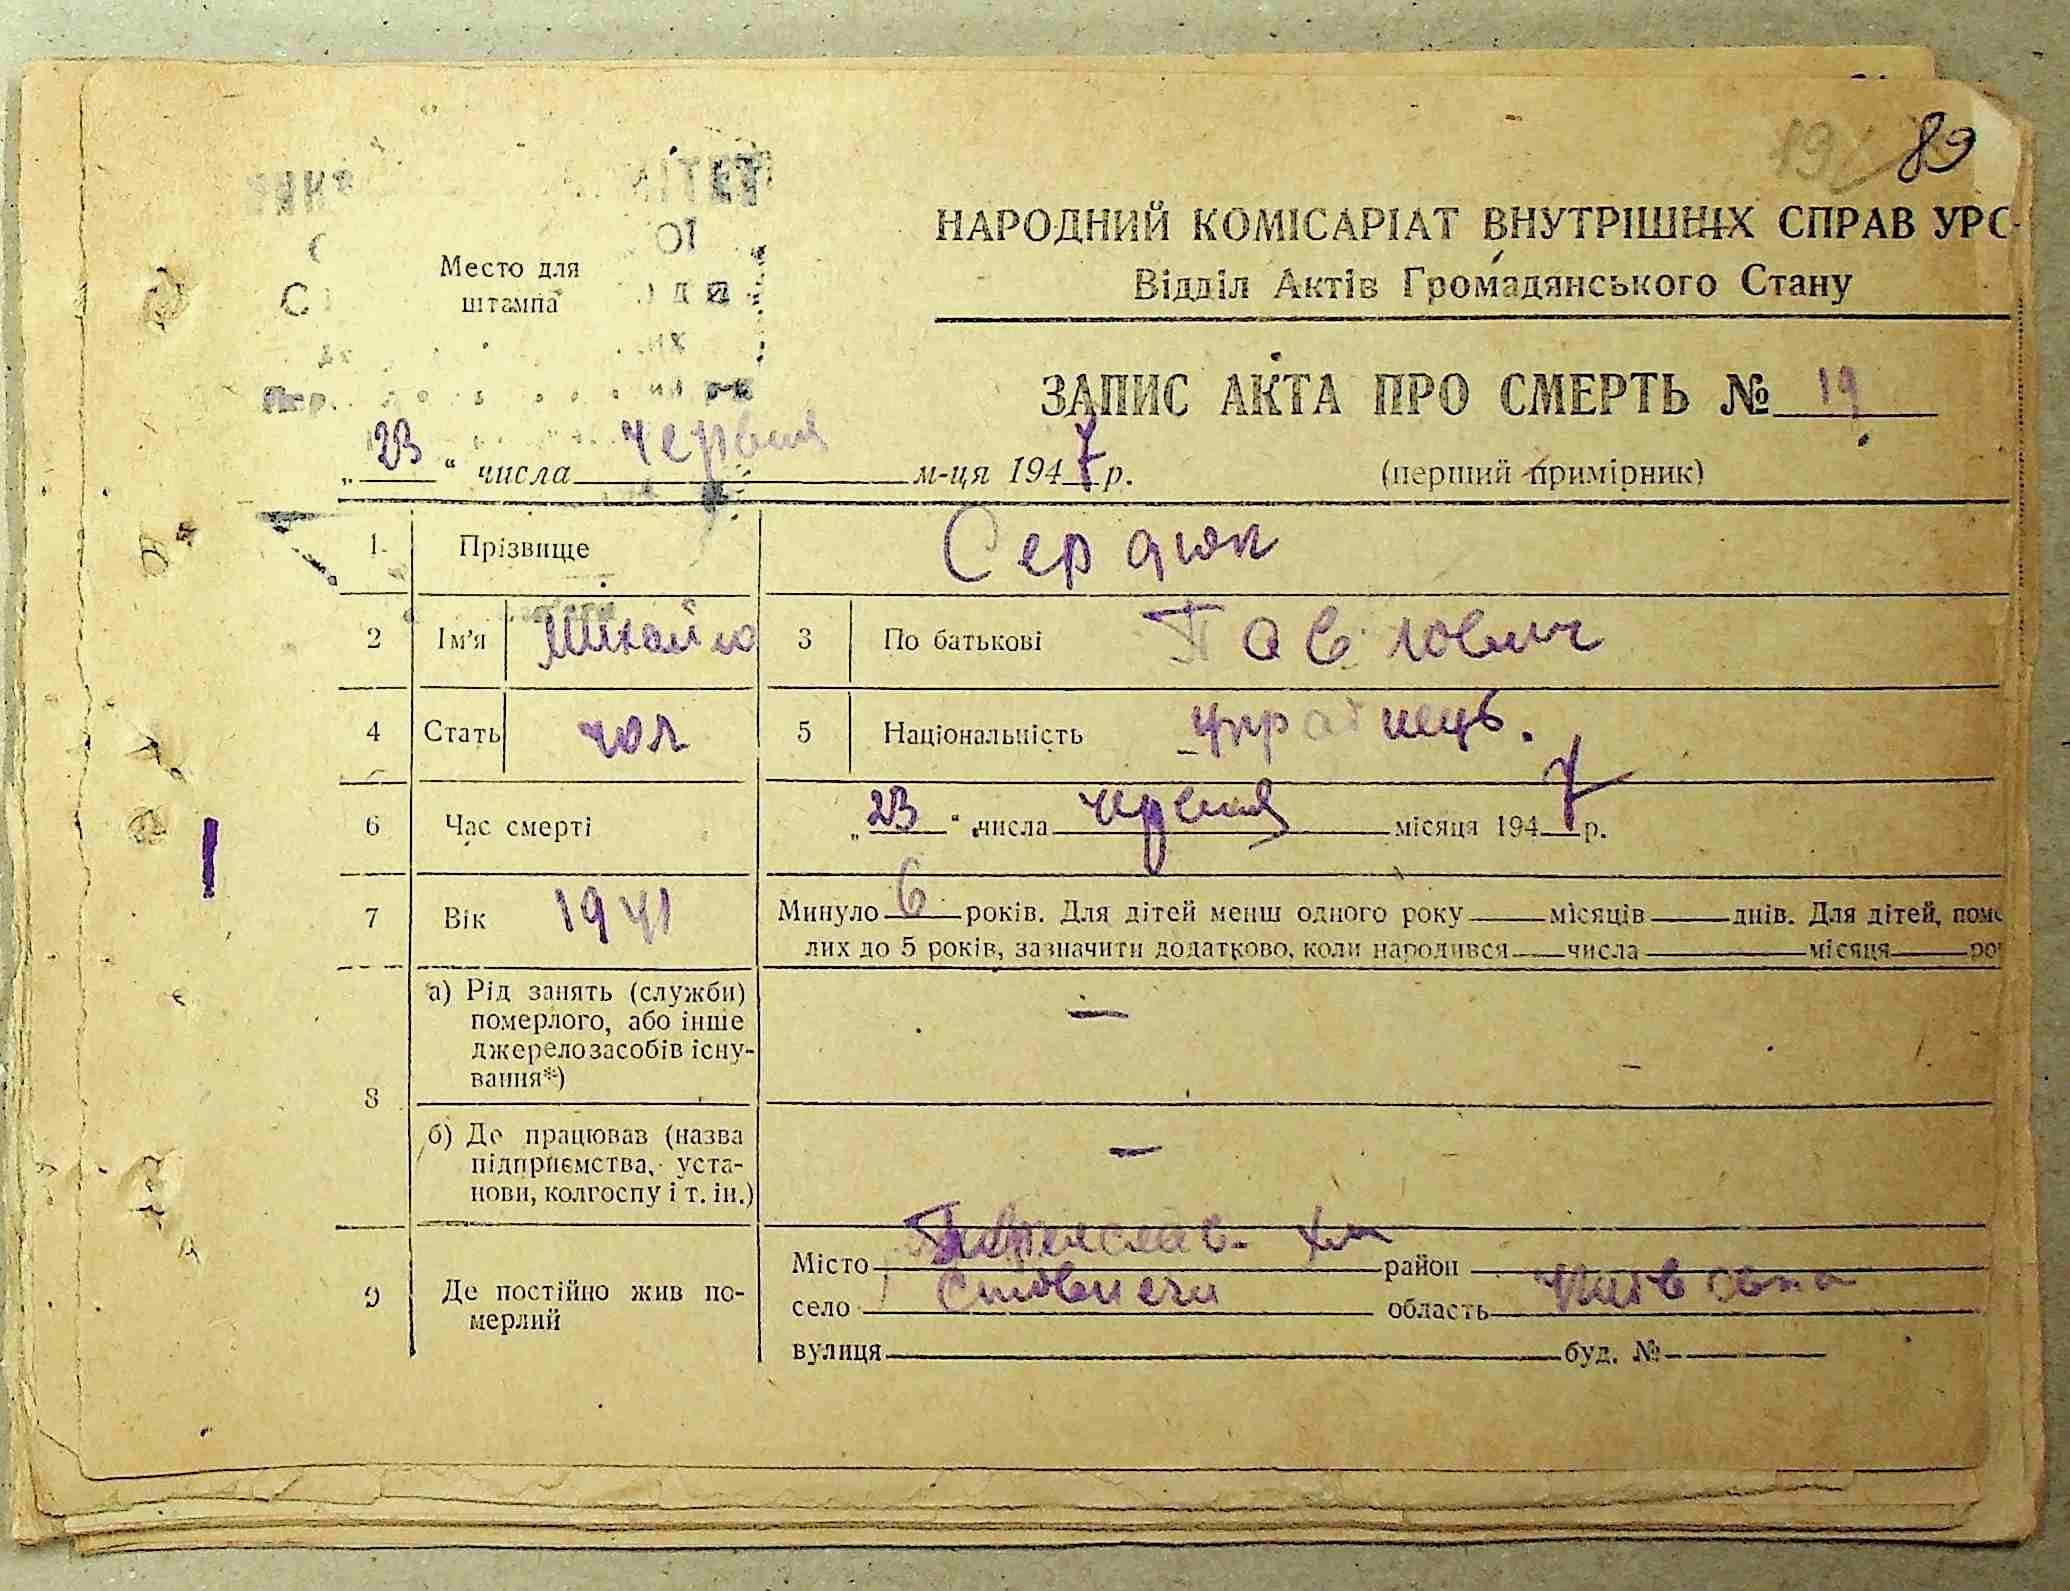 89
НАРОДНИЙ КОМІСАРІАТ ВНУТРІШНІХ СПРАВ УРС
Відділ Актів Громадянського Стану
Место для
штампа
ЗАПИС АКТА ПРО СМЕРТЬ № 19
„23“ числа червня м-ця 1947 р. (перший примірник)
1. Прізвище Сердюк
2 Ім'я Михайло 3 По батькові Павлович
4 Стать чол 5 Національність українець.
6 Час смерті „23“ числа червня місяця 1947 р.
7 Вік 1941 Минуло 6 років. Для дітей менш одного року місяців днів. Для дітей, поме
лих до 5 років, зазначити додатково, коли народився числа місяця ро
8 а) Рід занять (служби)
померлого, або інше
джерело засобів існу-
вання*) —
б) Де працював (назва
підприємства, уста-
нови, колгоспу і т. ін.) —
9 Де постійно жив по-
мерлий
Місто Переяслав-Хм район
село Стовп'яги область Київська
вулиця буд. №